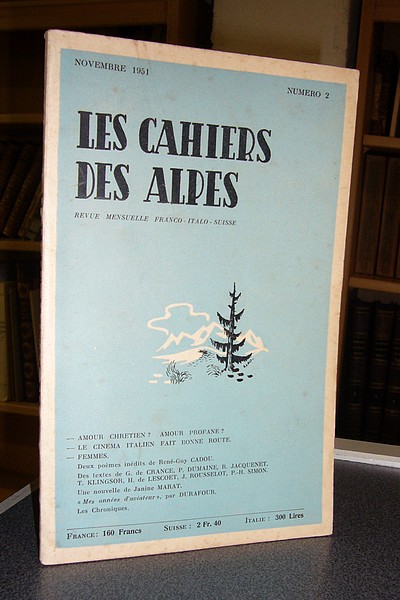 NOVEMBRE 1951
NUMERO 2
LES CAHIERS
DES ALPES
REVUE MENSUELLE FRANCO-ITALO-SUISSE
— AMOUR CHRETIEN ? AMOUR PROFANE ?
— LE CINEMA ITALIEN FAIT BONNE ROUTE.
— FEMMES.
Deux poèmes inédits de René-Guy CADOU.
Des textes de G. de CRANCE, P. DUMAINE, R. JACQUENET,
T. KLINGSOR, H. de LESCOET, J. ROUSSELOT, P.-H. SIMON.
Une nouvelle de Janine MARAT.
« Mes années d'aviateur », par DURAFOUR.
Les Chroniques.
FRANCE : 160 Francs SUISSE : 2 Fr. 40 ITALIE : 300 Lires